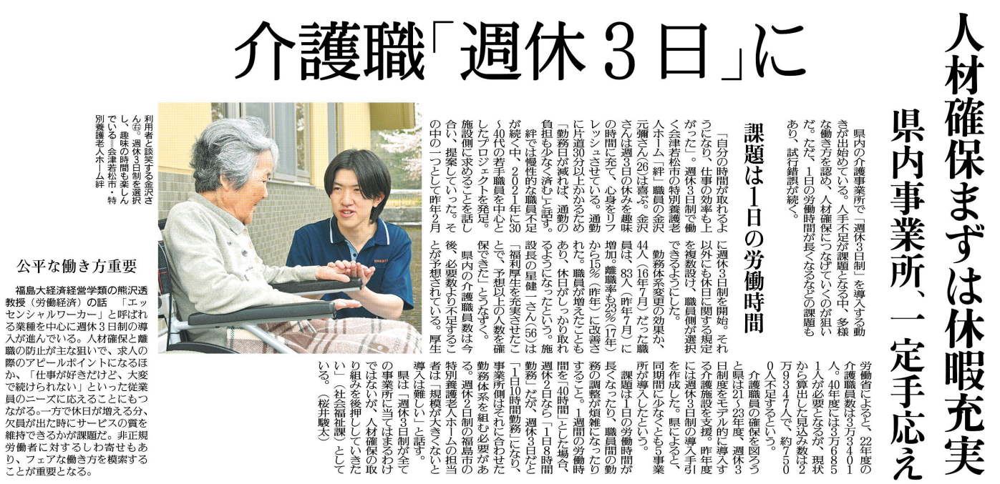 介護職「週休3日」に
人材確保まずは休暇充実
県内事業所、一定手応え
県内の介護事業所で「週休3日制」を導入する動
きが出始めている。人手不足が課題となる中、多様
な働き方を認め、人材確保につなげていくのが狙い
だ。ただ、1日の労働時間が長くなるなどの課題も
あり、試行錯誤が続く。
課題は1日の労働時間
「自分の時間が取れるよ
うになり、仕事の効率も上
がった」。週休3日制で働
く会津若松市の特別養護老
人ホーム「絆」職員の金沢
元彌さん(26)は喜ぶ。金沢
さんは週3日の休みを趣味
の時間に充て、心身をリフ
レッシュさせている。通勤
に片道30分以上かかるため
「勤務日が減れば、通勤の
負担も少なく済む」と話す。
絆では慢性的な職員不足
が続く中、2021年に30
~40代の若手職員を中心と
したプロジェクトを発足。
施設側に求めることを話し
合い、提案していった。そ
の中の一つとして昨年2月
に週休3日制を開始。それ
以外にも休日に関する規定
を複数設け、職員側が選択
できるようにした。
勤務体系変更の効果か、
44人(16年7月)だった職
員は、83人(昨年7月)に
増加。離職率も32%(17年)
から15%(昨年)に改善さ
れた。職員が増えたことも
あり、休日がしっかり取れ
るようになったという。施
設長の星健一さん(56)は
「福利厚生を充実させたこ
とで、予想以上の人数を確
保できた」とうなずく。
県内の介護職員数は今
後、必要数より不足するこ
とが予想されている。厚生
労働省によると、22年度の
介護職員数は3万3401
人。40年度には3万685
1人が必要となるが、現状
から算出した見込み数は2
万9347人で、約750
0人不足するという。
介護職員の確保を図ろう
と県は21~23年度、週休3
日制度をモデル的に導入す
る介護施設を支援。昨年度
には週休3日制の導入手引
を作成した。県によると、
同期間に少なくとも5事業
所が導入したという。
課題は1日の労働時間が
長くなったり、職員間の勤
務の調整が煩雑になったり
すること。1週間の労働時
間を「40時間」とした場合、
週休2日なら「1日8時間
勤務」だが、週休3日だと
「1日10時間勤務」になり、
事業所側はそれに合わせた
勤務体系を組む必要があ
る。週休2日制の福島市の
特別養護老人ホームの担当
者は「規模が大きくないと
導入は難しい」と話す。
県は「週休3日制が全て
の事業所に当てはまるわけ
ではないが、人材確保の取
り組みを後押ししていきた
い」(社会福祉課)として
いる。(桜井駿太)
利用者と談笑する金沢さ
ん㊨。週休3日制を選択
し、趣味の時間も楽しん
でいる=会津若松市・特
別養護老人ホーム絆
公平な働き方重要
福島大経済経営学類の熊沢透
教授(労働経済)の話 「エッ
センシャルワーカー」と呼ばれ
る業種を中心に週休3日制の導
入が進んでいる。人材確保と離
職の防止が主な狙いで、求人の
際のアピールポイントになるほ
か、「仕事が好きだけど、大変
で続けられない」といった従業
員のニーズに応えることにもつ
ながる。一方で休日が増える分、
欠員が出た時にサービスの質を
維持できるかが課題だ。非正規
労働者に対するしわ寄せもあ
り、フェアな働き方を模索する
ことが重要となる。